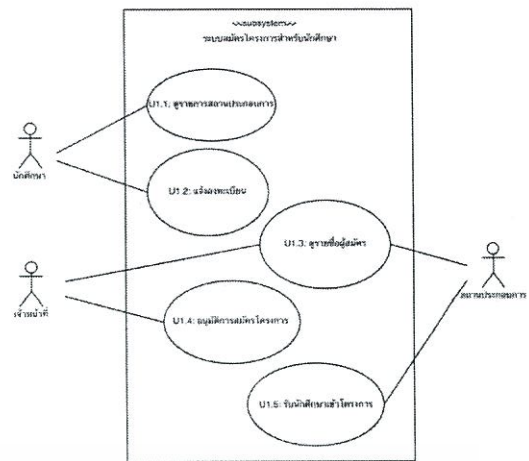 <<subsystem>>
ระบบสมัครโครงการสำหรับนักศึกษา
U1.1: ดูรายการสถานประกอบการ
นักศึกษา
U1.2: แจ้งลงทะเบียน
U1.3: ดูรายชื่อผู้สมัคร
เจ้าหน้าที่
สถานประกอบการ
U1.4: อนุมัติการสมัครโครงการ
U1.5: รับนักศึกษาเข้าโครงการ